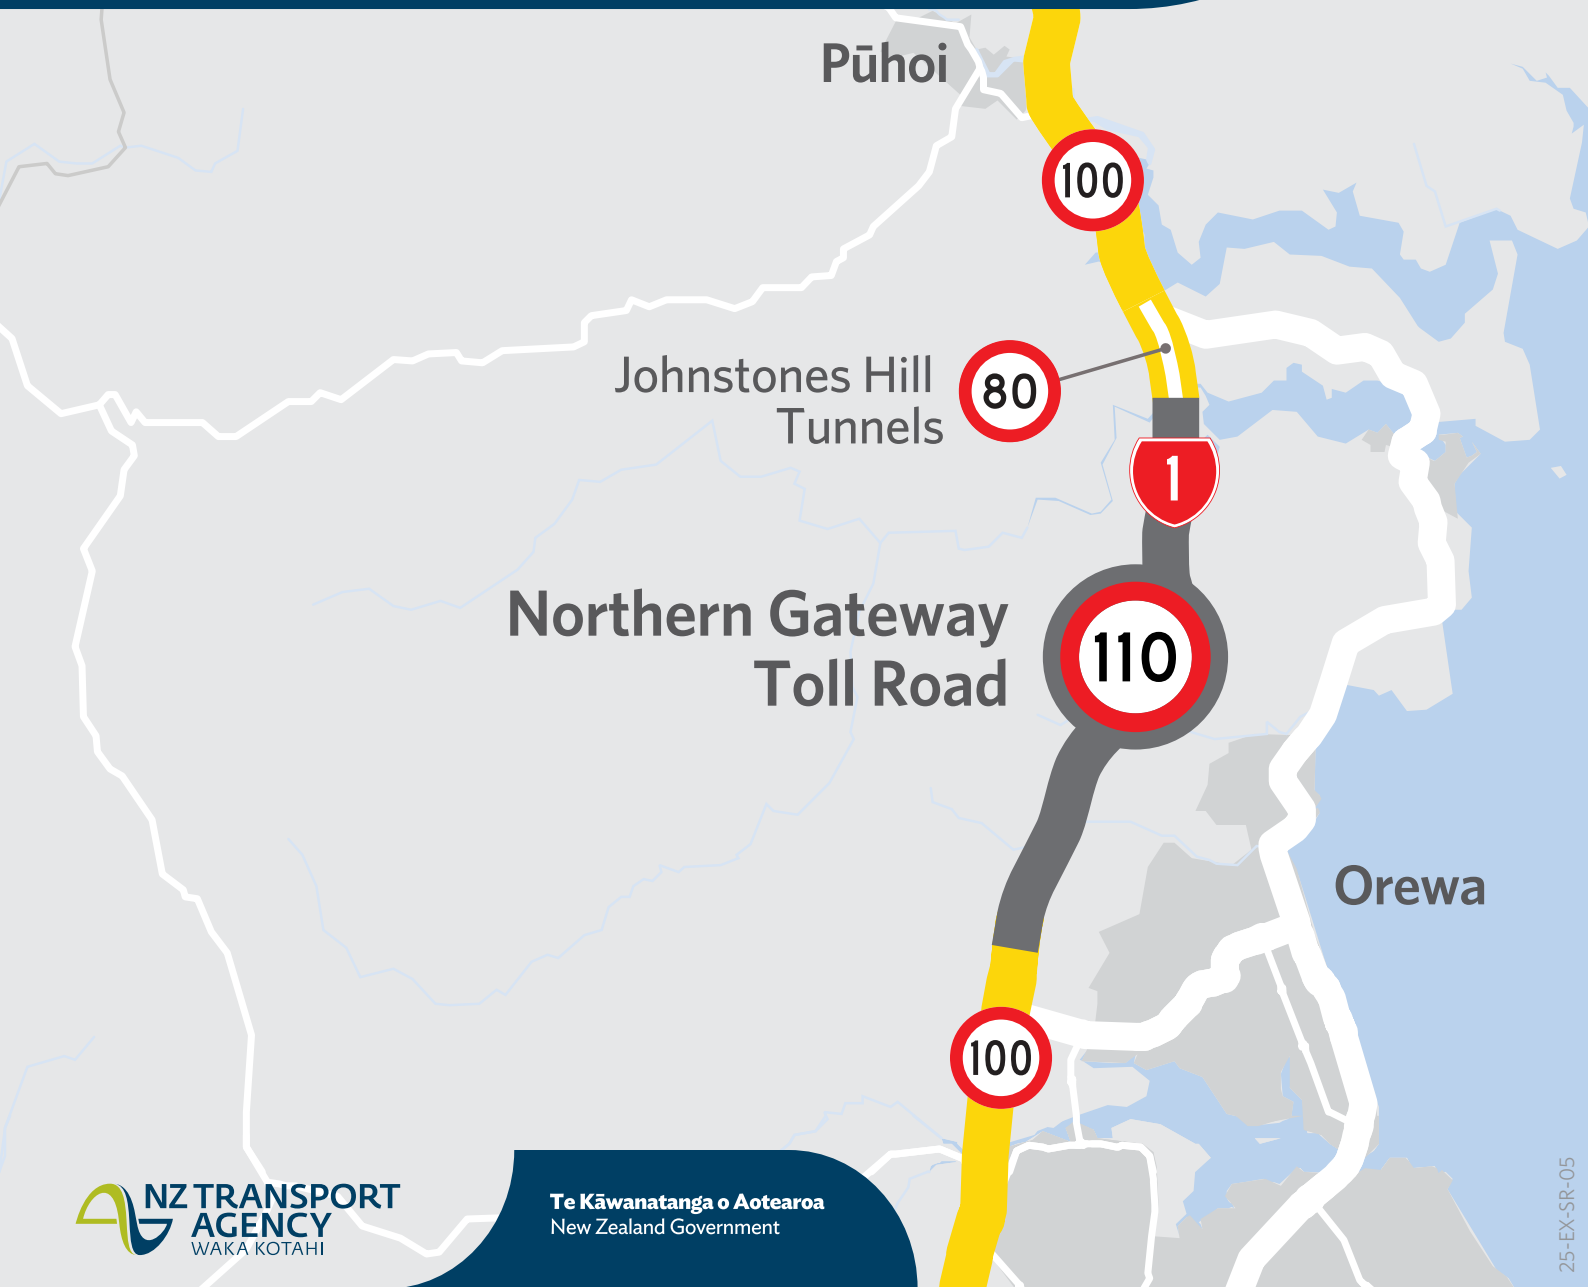 Pūhoi
100
Johnstones Hill
Tunnels
80
1
Northern Gateway
Toll Road
110
Orewa
100
NZ TRANSPORT
AGENCY
WAKA KOTAHI
Te Kāwanatanga o Aotearoa
New Zealand Government
25-EX-SR-05